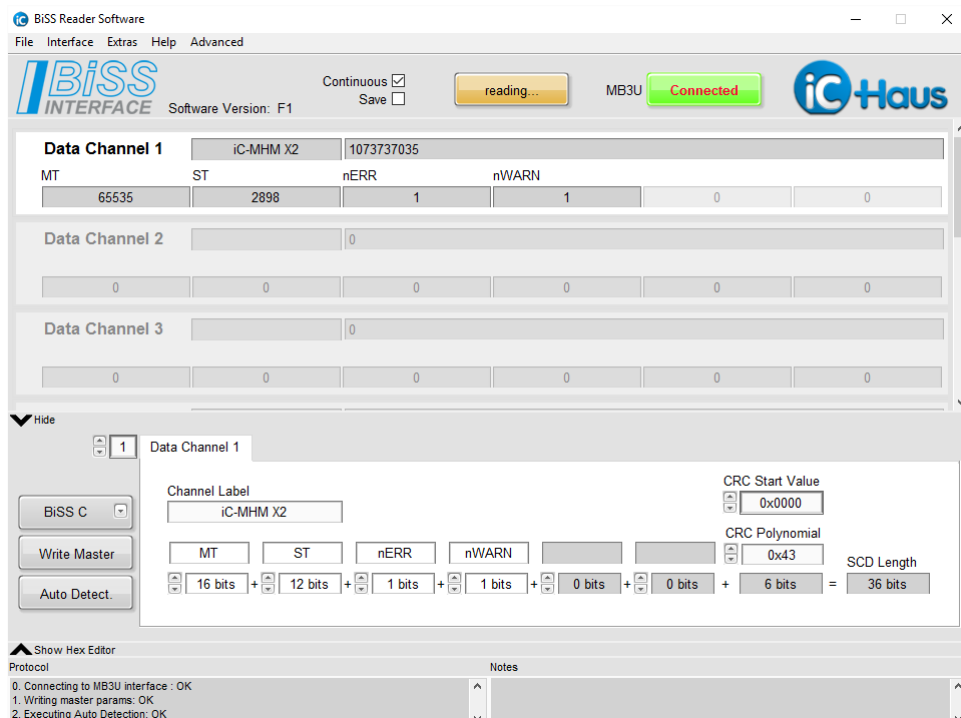 BiSS Reader Software
File Interface Extras Help Advanced
BiSS
INTERFACE
Software Version: F1
Continuous
Save
reading...
MB3U
Connected
iC Haus
Data Channel 1 iC-MHM X2 1073737035
MT ST nERR nWARN
65535 2898 1 1 0 0
Data Channel 2 0
0 0 0 0 0 0
Data Channel 3 0
0 0 0 0 0 0
Hide
1 Data Channel 1
Channel Label
iC-MHM X2
CRC Start Value
0x0000
CRC Polynomial
0x43
SCD Length
BiSS C
Write Master
Auto Detect.
MT ST nERR nWARN
16 bits + 12 bits + 1 bits + 1 bits + 0 bits + 0 bits + 6 bits = 36 bits
Show Hex Editor
Protocol Notes
0. Connecting to MB3U interface : OK
1. Writing master params: OK
2. Executing Auto Detection: OK